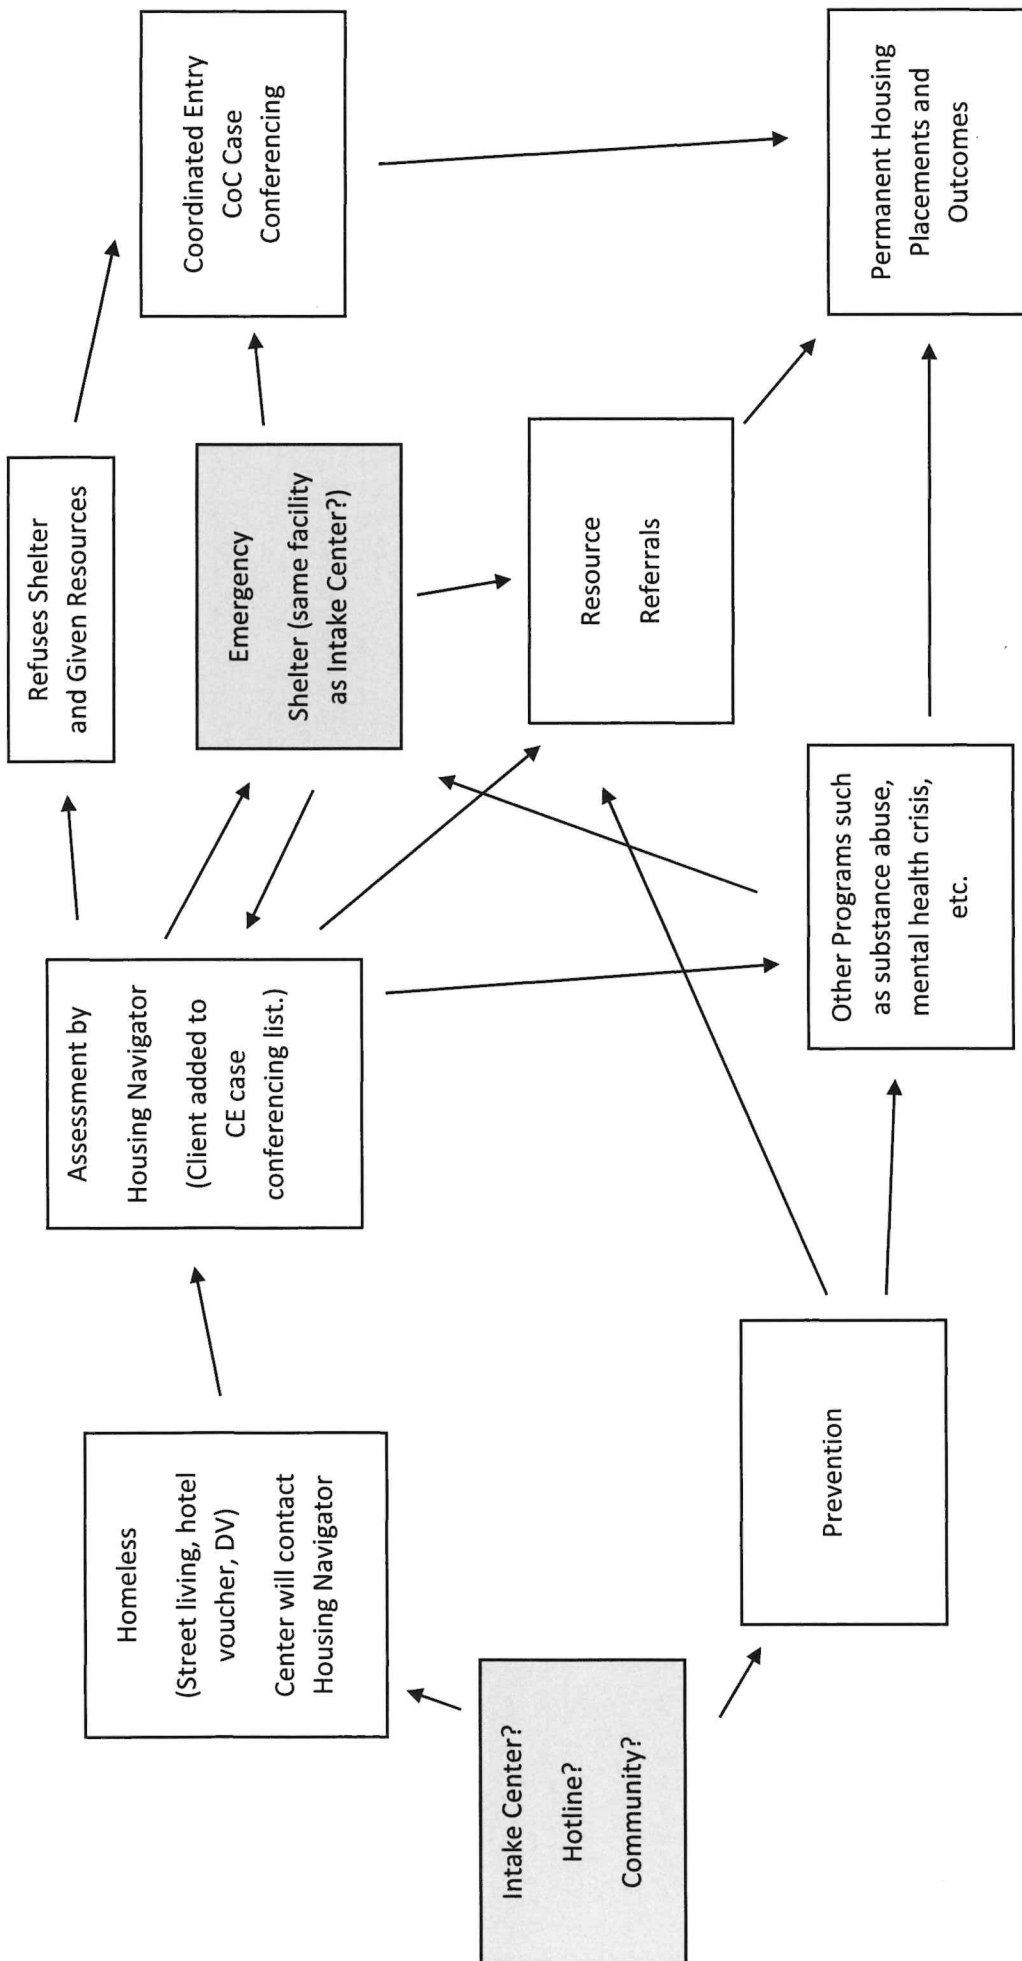 Intake Center?
Hotline?
Community?
Homeless
(Street living, hotel
voucher, DV)
Center will contact
Housing Navigator
Prevention
Assessment by
Housing Navigator
(Client added to
CE case
conferencing list.)
Refuses Shelter
and Given Resources
Emergency
Shelter (same facility
as Intake Center?)
Resource
Referrals
Other Programs such
as substance abuse,
mental health crisis,
etc.
Coordinated Entry
CoC Case
Conferencing
Permanent Housing
Placements and
Outcomes